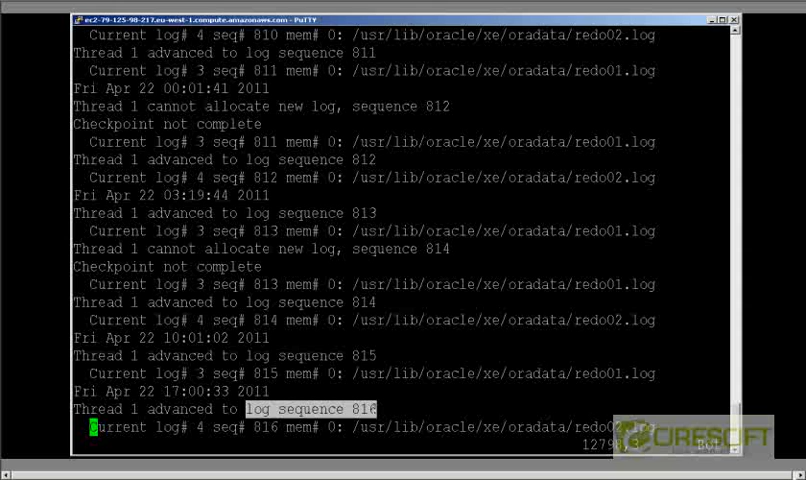 ec2-79-125-98-217.eu-west-1.compute.amazonaws.com - PuTTY
Current log# 4 seq# 810 mem# 0: /usr/lib/oracle/xe/oradata/redo02.log
Thread 1 advanced to log sequence 811
Current log# 3 seq# 811 mem# 0: /usr/lib/oracle/xe/oradata/redo01.log
Fri Apr 22 00:01:41 2011
Thread 1 cannot allocate new log, sequence 812
Checkpoint not complete
Current log# 3 seq# 811 mem# 0: /usr/lib/oracle/xe/oradata/redo01.log
Thread 1 advanced to log sequence 812
Current log# 4 seq# 812 mem# 0: /usr/lib/oracle/xe/oradata/redo02.log
Fri Apr 22 03:19:44 2011
Thread 1 advanced to log sequence 813
Current log# 3 seq# 813 mem# 0: /usr/lib/oracle/xe/oradata/redo01.log
Thread 1 cannot allocate new log, sequence 814
Checkpoint not complete
Current log# 3 seq# 813 mem# 0: /usr/lib/oracle/xe/oradata/redo01.log
Thread 1 advanced to log sequence 814
Current log# 4 seq# 814 mem# 0: /usr/lib/oracle/xe/oradata/redo02.log
Fri Apr 22 10:01:02 2011
Thread 1 advanced to log sequence 815
Current log# 3 seq# 815 mem# 0: /usr/lib/oracle/xe/oradata/redo01.log
Fri Apr 22 17:00:33 2011
Thread 1 advanced to log sequence 816
Current log# 4 seq# 816 mem# 0: /usr/lib/oracle/xe/oradata/redo02.log
CIRESOFT
Bot